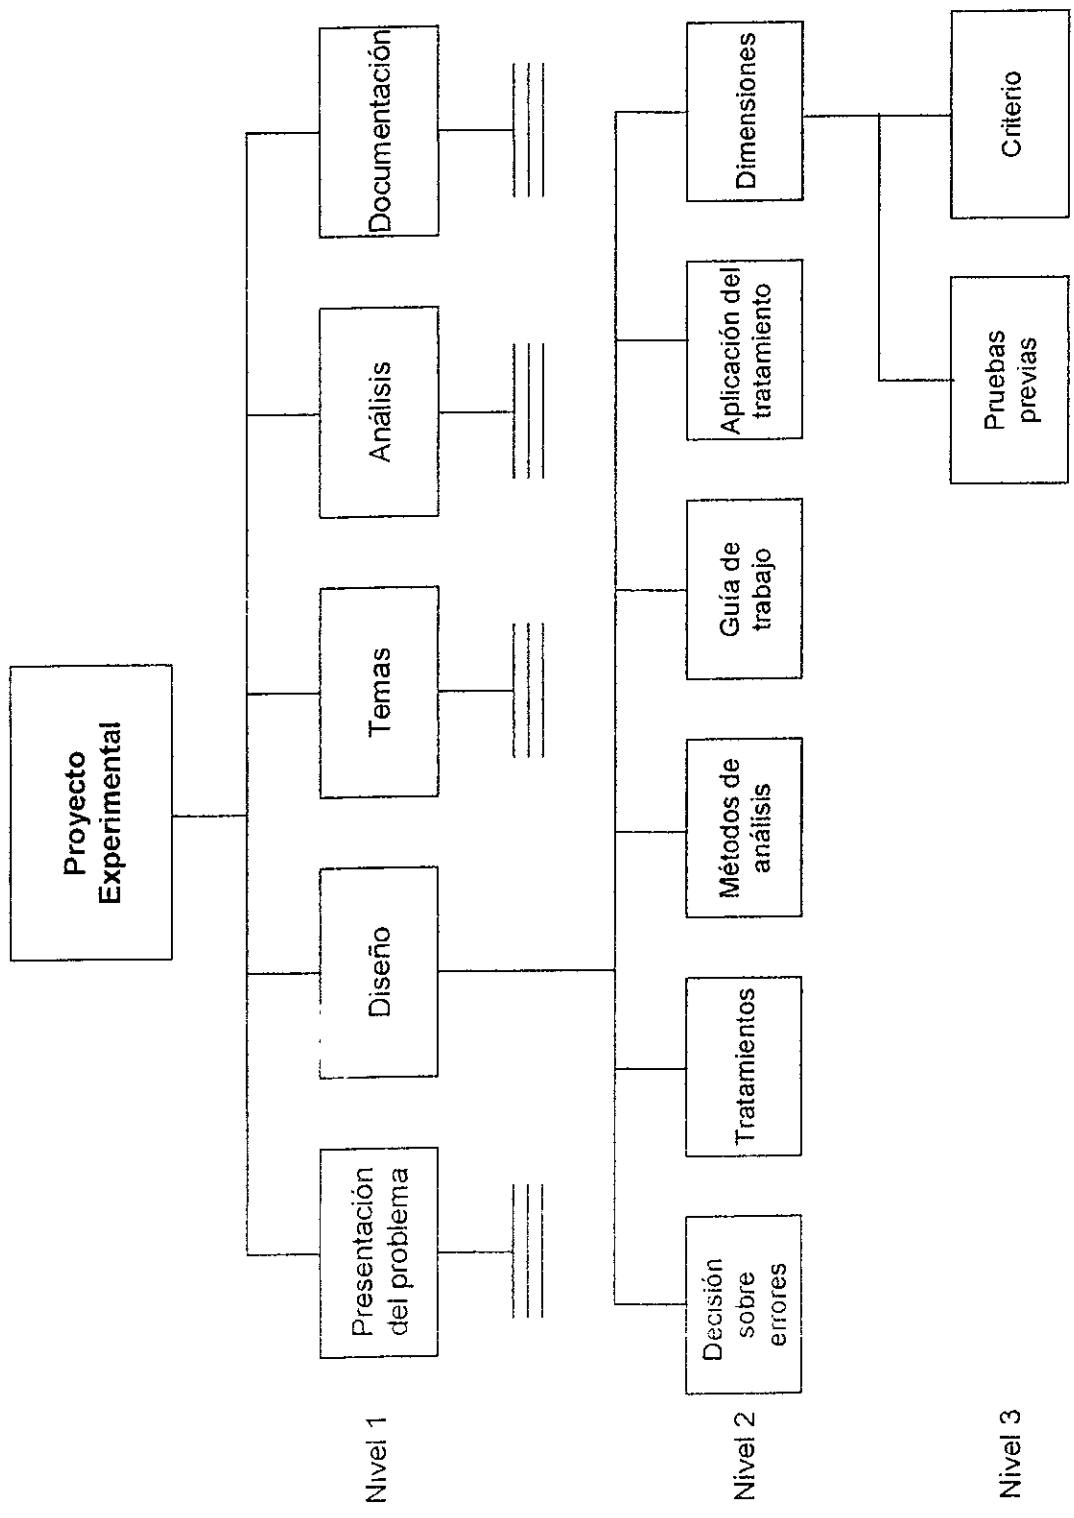 Proyecto
Experimental
Nivel 1
Presentación
del problema
Diseño
Temas
Análisis
Documentación
Nivel 2
Decisión
sobre
errores
Tratamientos
Métodos de
análisis
Guía de
trabajo
Aplicación del
tratamiento
Dimensiones
Nivel 3
Pruebas
previas
Criterio